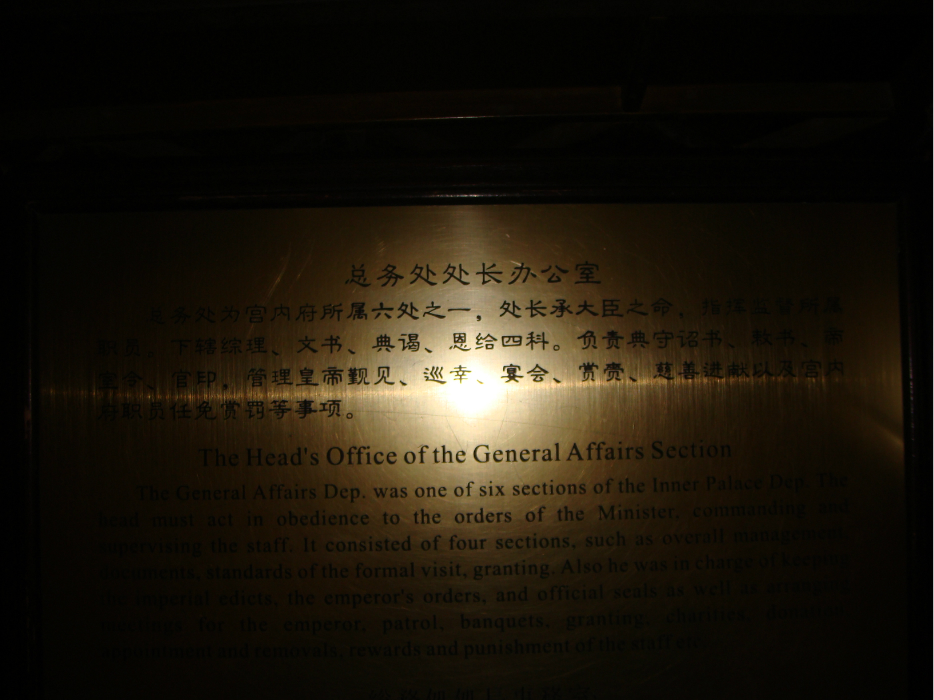 总务处处长办公室
总务处为宫内府所属六处之一，处长承大臣之命，指挥监督所属
职员。下辖综理、文书、典谒、恩给四科。负责典守诏书、敕书、帝
室令、官印，管理皇帝觐见、巡幸、宴会、赏赉、慈善进献以及宫内
府职员任免赏罚等事项。
The Head's Office of the General Affairs Section
The General Affairs Dep. was one of six sections of the Inner Palace Dep. The
head must act in obedience to the orders of the Minister, commanding and
supervising the staff. It consisted of four sections, such as overall management,
documents, standards of the formal visit, granting. Also he was in charge of keeping
the imperial edicts, the emperor's orders, and official seals as well as arranging
meetings for the emperor, patrol, banquets, granting, charities, donation,
appointment and removals, rewards and punishment of the staff etc.